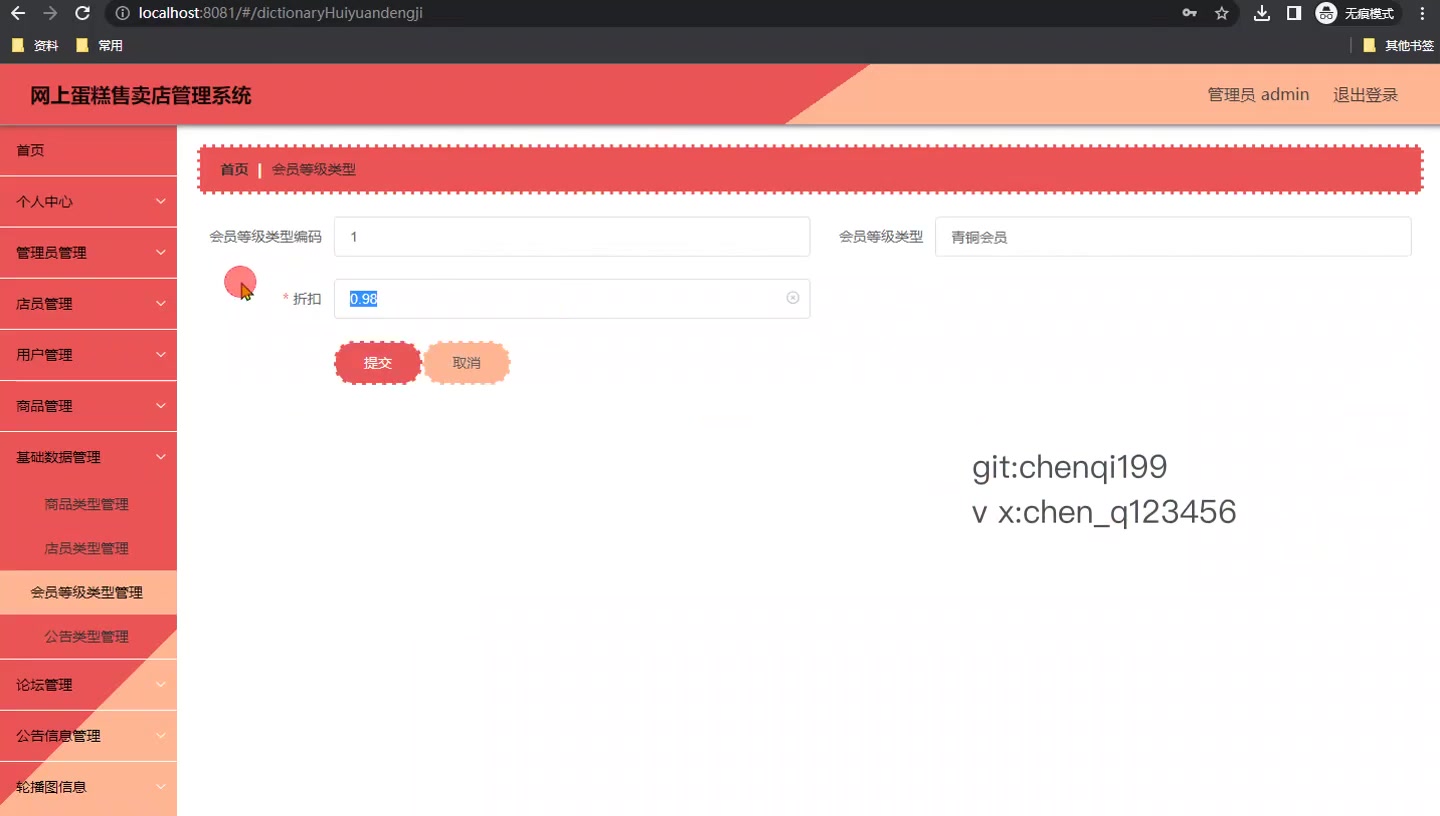 localhost:8081/#/dictionaryHuiyuandengji
无痕模式
资料
常用
其他书签
网上蛋糕售卖店管理系统
管理员 admin
退出登录
首页
个人中心
管理员管理
店员管理
用户管理
商品管理
基础数据管理
商品类型管理
店员类型管理
会员等级类型管理
公告类型管理
论坛管理
公告信息管理
轮播图信息
首页 | 会员等级类型
会员等级类型编码 1
会员等级类型 青铜会员
* 折扣 0.98
提交
取消
git:chenqi199
v x:chen_q123456